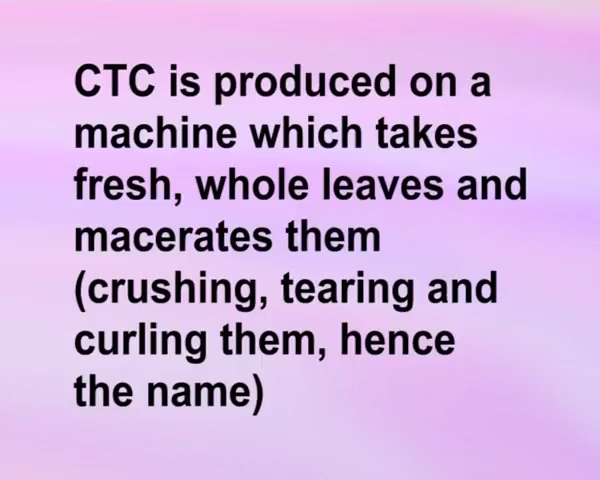 CTC is produced on a
machine which takes
fresh, whole leaves and
macerates them
(crushing, tearing and
curling them, hence
the name)